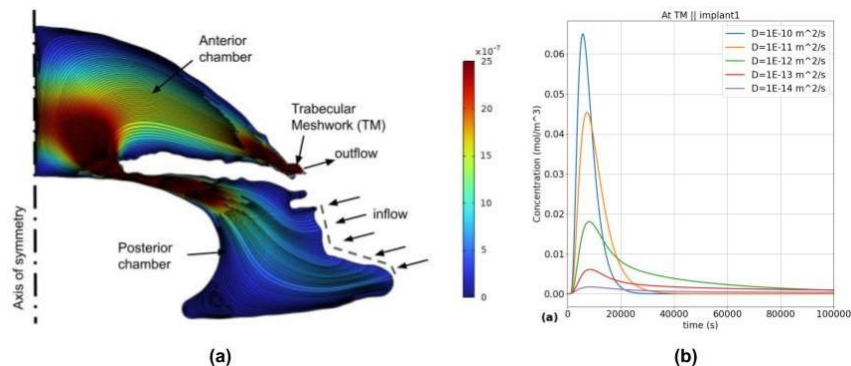 Anterior
chamber
Trabecular
Meshwork (TM)
outflow
inflow
Posterior
chamber
Axis of symmetry
×10⁻⁷
25
20
15
10
5
0
(a)
At TM || implant1
D=1E-10 m^2/s
D=1E-11 m^2/s
D=1E-12 m^2/s
D=1E-13 m^2/s
D=1E-14 m^2/s
Concentration (mol/m^3)
0.06
0.05
0.04
0.03
0.02
0.01
0.00
0 20000 40000 60000 80000 100000
time (s)
(a)
(b)